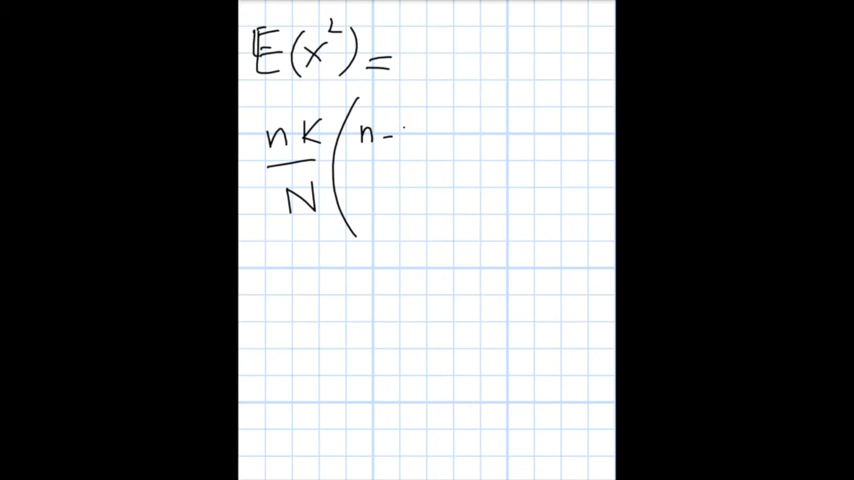 E(x²) =
nK/N (n-